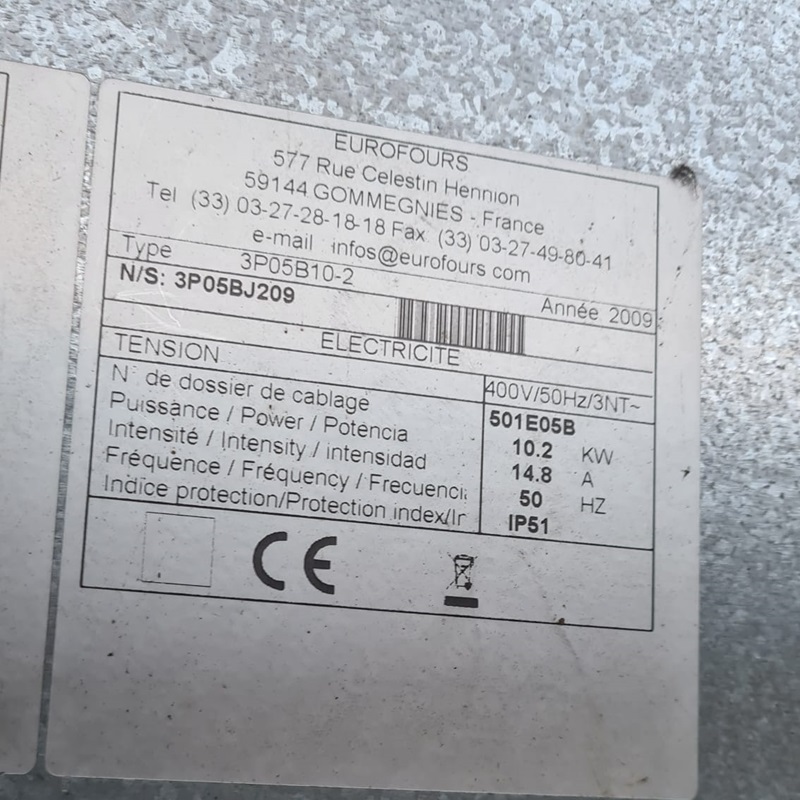 EUROFOURS
577 Rue Celestin Hennion
59144 GOMMEGNIES - France
Tel (33) 03-27-28-18-18 Fax (33) 03-27-49-80-41
e-mail infos@eurofours com
Type 3P05B10-2 Année 2009
N/S: 3P05BJ209
ELECTRICITE
TENSION 400V/50Hz/3NT~
N° de dossier de cablage 501E05B
Puissance / Power / Potencia 10.2 KW
Intensité / Intensity / intensidad 14.8 A
Fréquence / Fréquency / Frecuenci 50 HZ
Indice protection/Protection index/Ir IP51
CE